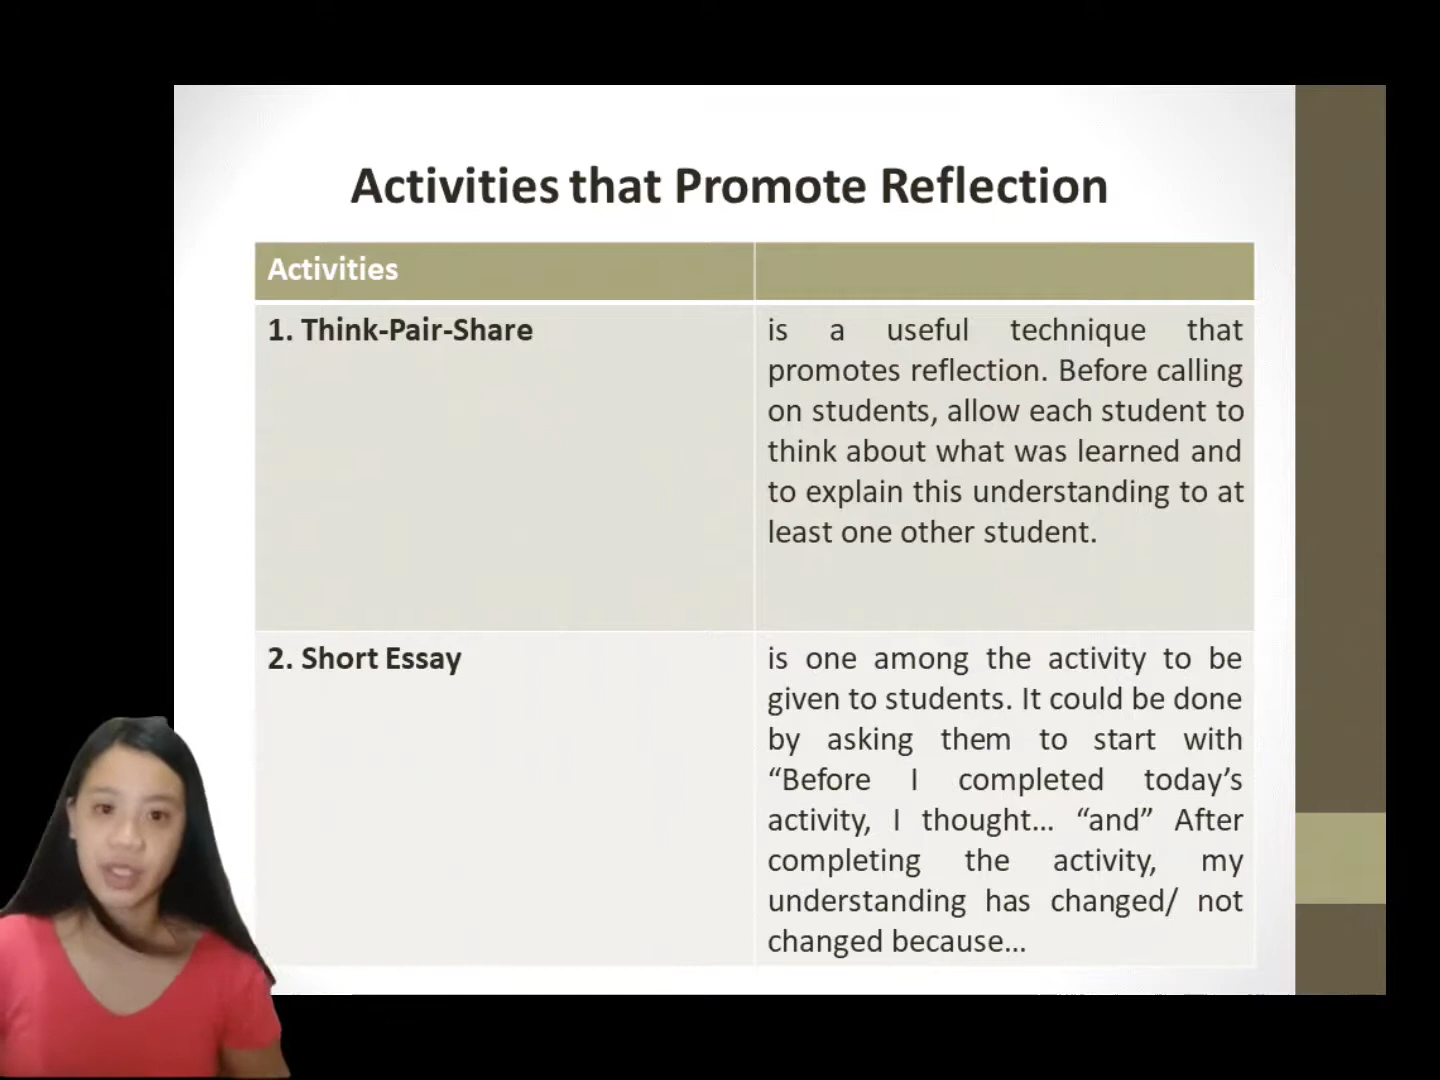 Activities that Promote Reflection
Activities
1. Think-Pair-Share
is a useful technique that
promotes reflection. Before calling
on students, allow each student to
think about what was learned and
to explain this understanding to at
least one other student.
2. Short Essay
is one among the activity to be
given to students. It could be done
by asking them to start with
“Before I completed today’s
activity, I thought… “and” After
completing the activity, my
understanding has changed/ not
changed because…